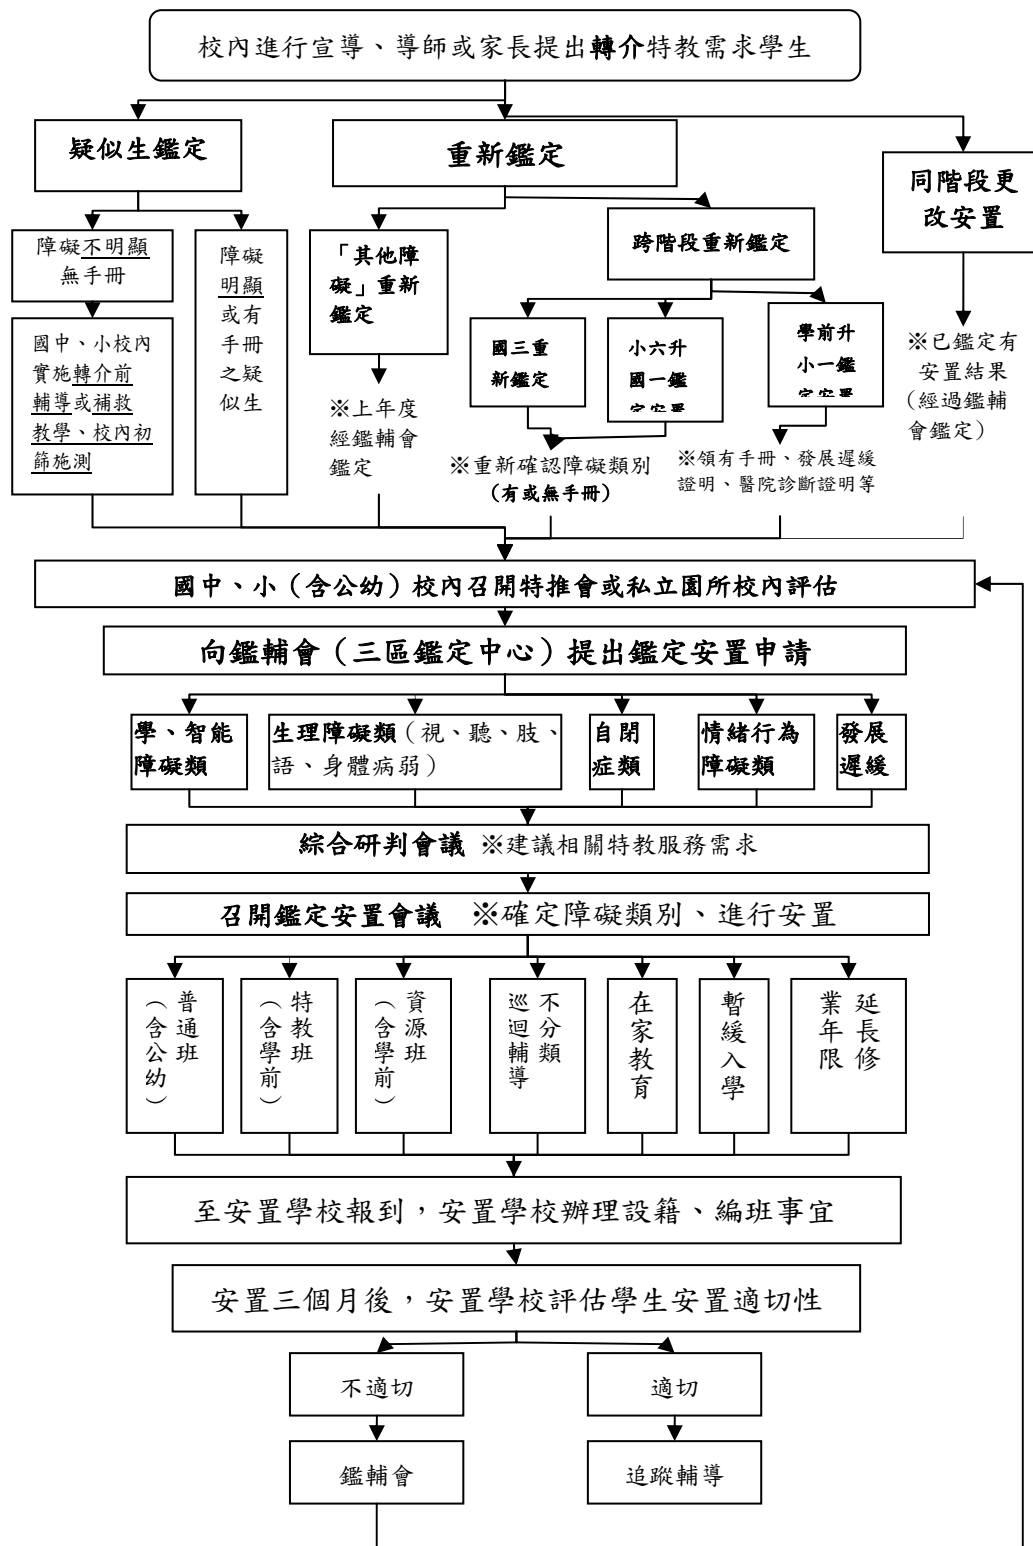 校內進行宣導、導師或家長提出轉介特教需求學生
疑似生鑑定
重新鑑定
同階段更
改安置
障礙不明顯
無手冊
障礙
明顯
或有
手冊
之疑
似生
「其他障
礙」重新
鑑定
跨階段重新鑑定
國中、小校內
實施轉介前
輔導或補救
教學、校內初
篩施測
國三重
新鑑定
小六升
國一鑑
定安置
學前升
小一鑑
定安置
※已鑑定有
安置結果
(經過鑑輔
會鑑定)
※上年度
經鑑輔會
鑑定
※重新確認障礙類別
(有或無手冊)
※領有手冊、發展遲緩
證明、醫院診斷證明等
國中、小（含公幼）校內召開特推會或私立園所校內評估
向鑑輔會（三區鑑定中心）提出鑑定安置申請
學、智能
障礙類
生理障礙類（視、聽、肢、
語、身體病弱）
自閉
症類
情緒行為
障礙類
發展
遲緩
綜合研判會議 ※建議相關特教服務需求
召開鑑定安置會議 ※確定障礙類別、進行安置
普通班
（含公幼）
特教班
（含學前）
資源班
（含學前）
不分類
巡迴輔導
在家教育
暫緩入學
延長修
業年限
至安置學校報到，安置學校辦理設籍、編班事宜
安置三個月後，安置學校評估學生安置適切性
不適切
適切
鑑輔會
追蹤輔導